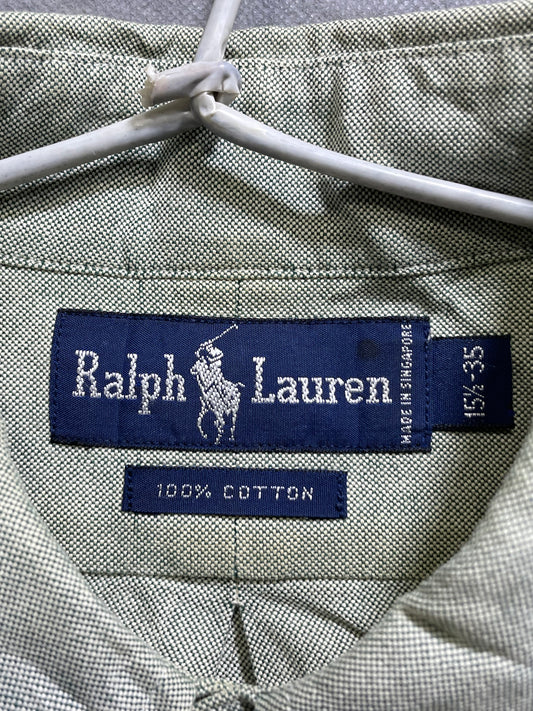 Ralph Lauren
MADE IN SINGAPORE
15½-35
100% COTTON